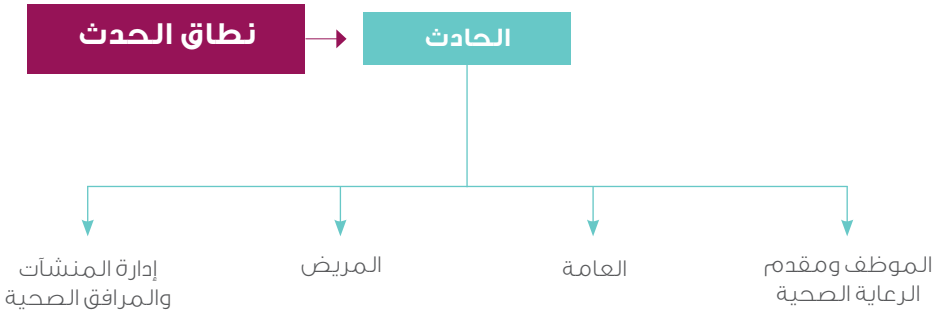 نطاق الحدث
الحادث
الموظف ومقدم
الرعاية الصحية
العامة
المريض
إدارة المنشآت
والمرافق الصحية